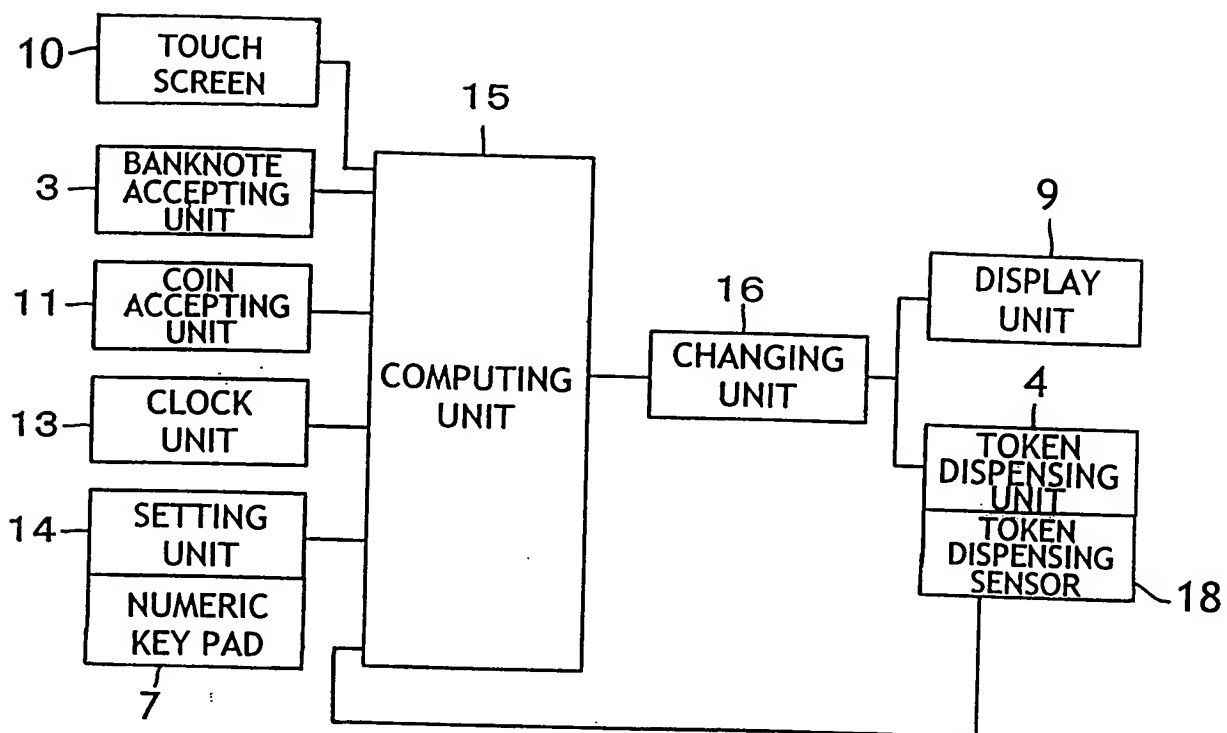 10
TOUCH
SCREEN
3
BANKNOTE
ACCEPTING
UNIT
11
COIN
ACCEPTING
UNIT
13
CLOCK
UNIT
14
SETTING
UNIT
NUMERIC
KEY PAD
7
15
COMPUTING
UNIT
16
CHANGING
UNIT
9
DISPLAY
UNIT
4
TOKEN
DISPENSING
UNIT
TOKEN
DISPENSING
SENSOR
18